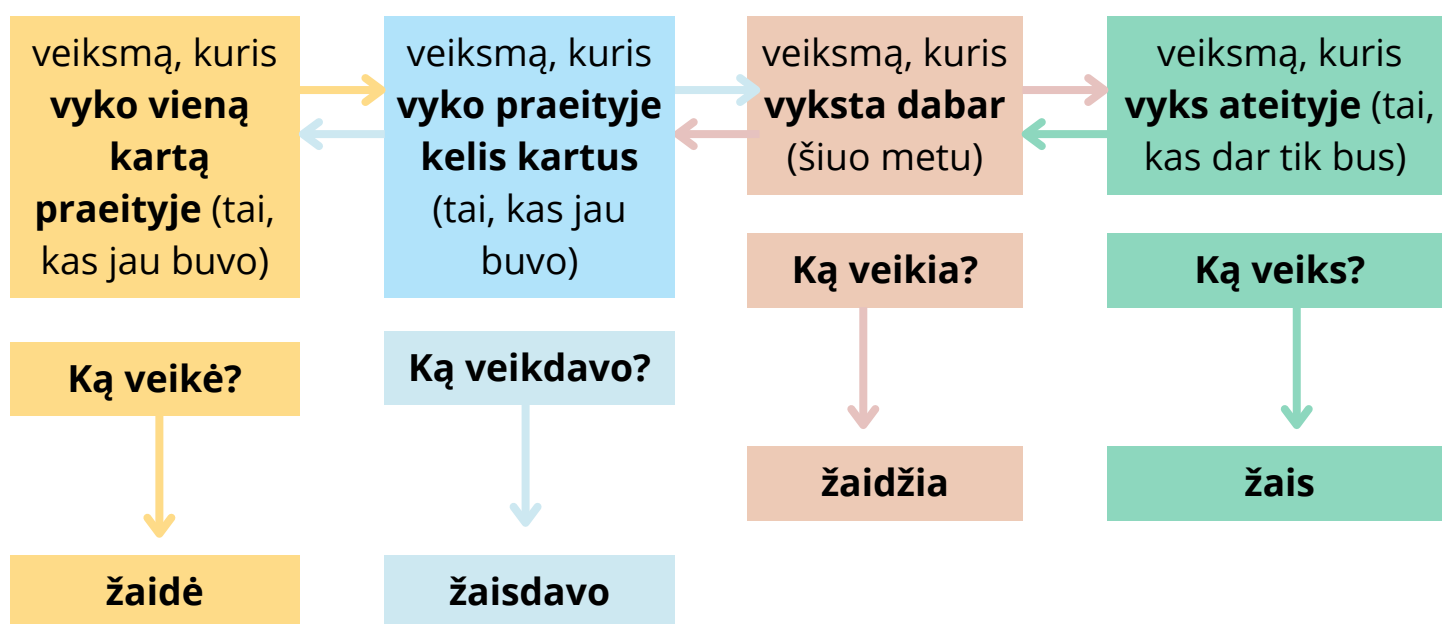 veiksmą, kuris
vyko vieną
kartą
praeityje (tai,
kas jau buvo)
Ką veikė?
žaidė
veiksmą, kuris
vyko praeityje
kelis kartus
(tai, kas jau
buvo)
Ką veikdavo?
žaisdavo
veiksmą, kuris
vyksta dabar
(šiuo metu)
Ką veikia?
žaidžia
veiksmą, kuris
vyks ateityje (tai,
kas dar tik bus)
Ką veiks?
žais